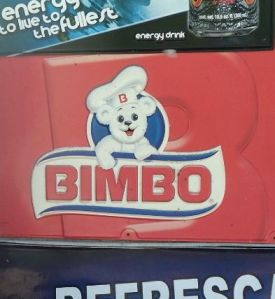 energy
to live to
the fullest
energy drink
B
BIMBO
REFRESC